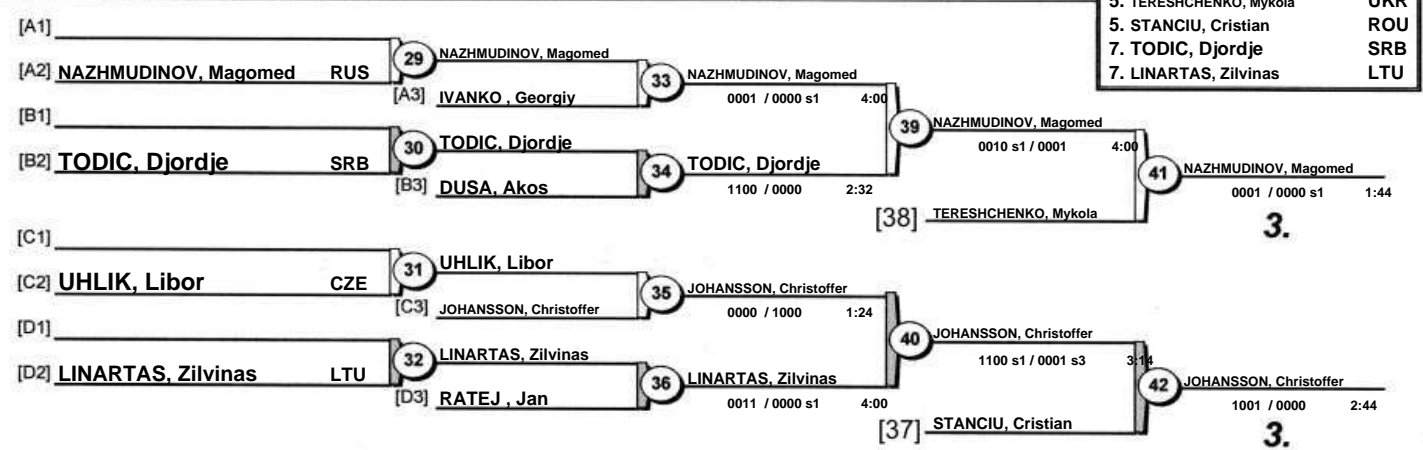 5. TERESHCHENKO, Mykola UKR
5. STANCIU, Cristian ROU
7. TODIC, Djordje SRB
7. LINARTAS, Zilvinas LTU
[A1]
[A2] NAZHMUDINOV, Magomed RUS
29
NAZHMUDINOV, Magomed
[A3] IVANKO , Georgiy
33
NAZHMUDINOV, Magomed
0001 / 0000 s1 4:00
[B1]
[B2] TODIC, Djordje SRB
30
TODIC, Djordje
[B3] DUSA, Akos
34
TODIC, Djordje
1100 / 0000 2:32
39
NAZHMUDINOV, Magomed
0010 s1 / 0001 4:00
[38] TERESHCHENKO, Mykola
41
NAZHMUDINOV, Magomed
0001 / 0000 s1 1:44
3.
[C1]
[C2] UHLIK, Libor CZE
31
UHLIK, Libor
[C3] JOHANSSON, Christoffer
35
JOHANSSON, Christoffer
0000 / 1000 1:24
[D1]
[D2] LINARTAS, Zilvinas LTU
32
LINARTAS, Zilvinas
[D3] RATEJ , Jan
36
LINARTAS, Zilvinas
0011 / 0000 s1 4:00
40
JOHANSSON, Christoffer
1100 s1 / 0001 s3 3:14
[37] STANCIU, Cristian
42
JOHANSSON, Christoffer
1001 / 0000 2:44
3.